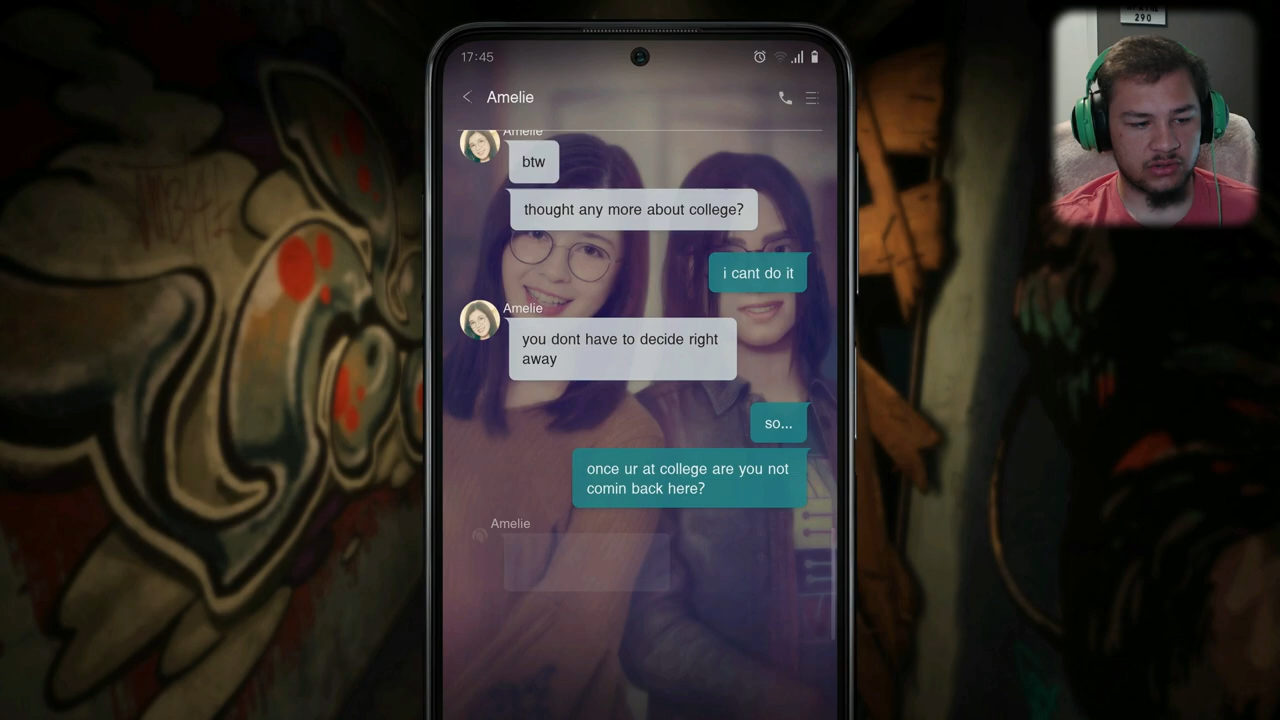 290
17:45
Amelie
Amelie
btw
thought any more about college?
i cant do it
Amelie
you dont have to decide right
away
so...
once ur at college are you not
comin back here?
Amelie